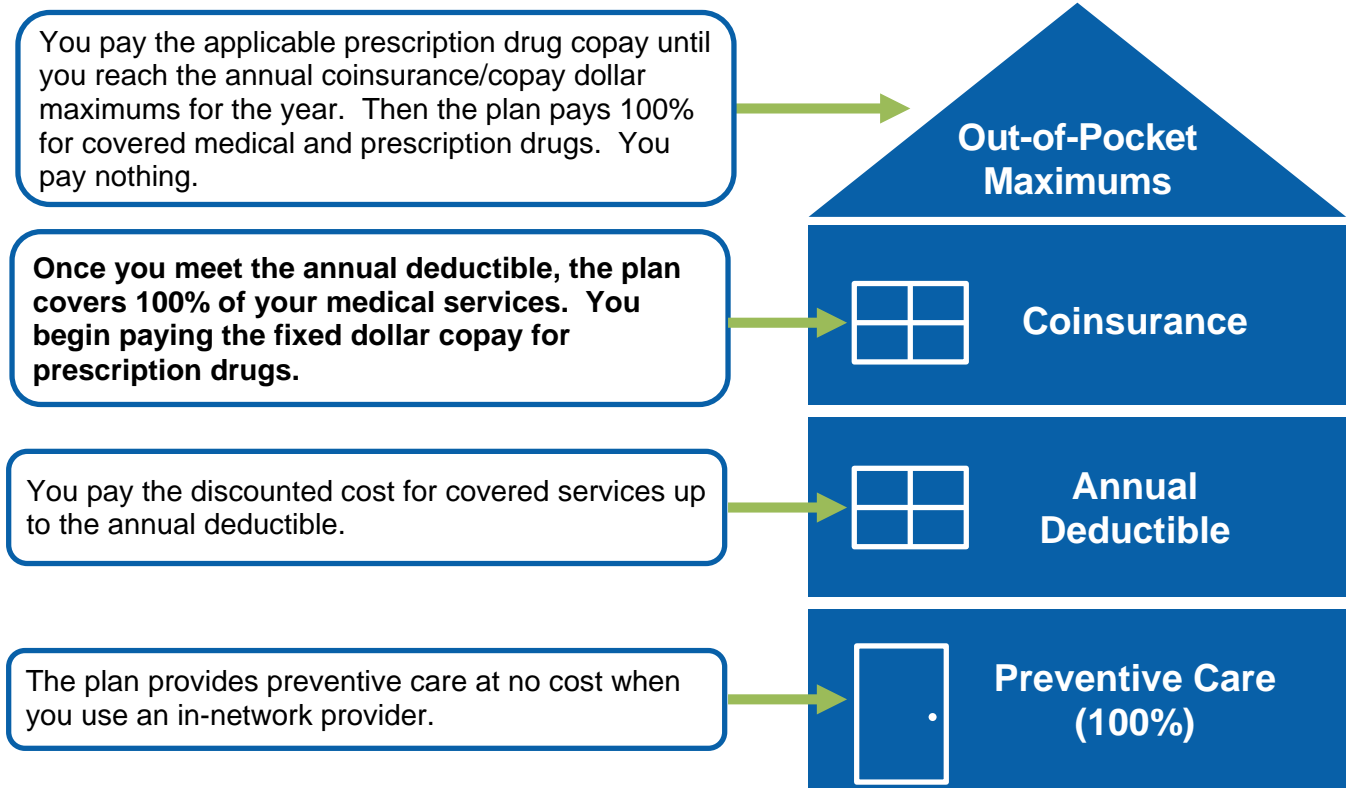 You pay the applicable prescription drug copay until
you reach the annual coinsurance/copay dollar
maximums for the year.  Then the plan pays 100%
for covered medical and prescription drugs.  You
pay nothing.
Out-of-Pocket
Maximums
Once you meet the annual deductible, the plan
covers 100% of your medical services.  You
begin paying the fixed dollar copay for
prescription drugs.
Coinsurance
You pay the discounted cost for covered services up
to the annual deductible.
Annual
Deductible
The plan provides preventive care at no cost when
you use an in-network provider.
Preventive Care
(100%)